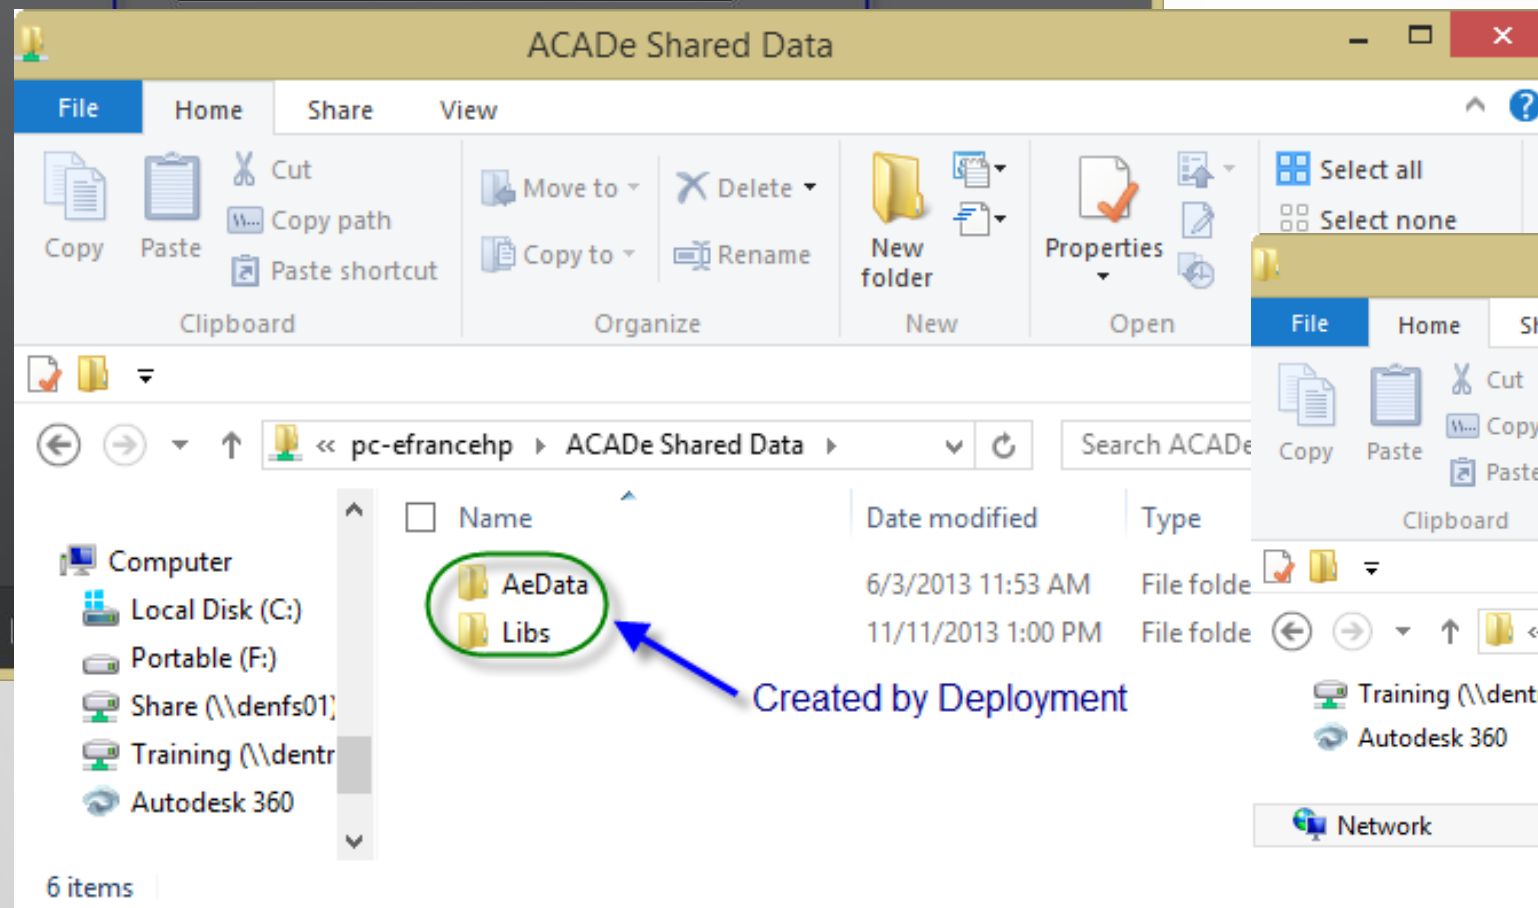 ACADe Shared Data
File Home Share View
Copy
Paste
Cut
Copy path
Paste shortcut
Clipboard
Move to
Copy to
Delete
Rename
Organize
New
folder
New
Properties
Open
Select all
Select none
« pc-efrancehp ACADe Shared Data
Search ACADe
Name Date modified Type
AeData 6/3/2013 11:53 AM File folde
Libs 11/11/2013 1:00 PM File folde
Created by Deployment
Computer
Local Disk (C:)
Portable (F:)
Share (\\denfs01)
Training (\\dentr
Autodesk 360
6 items
File Home Sh
Copy
Paste
Cut
Copy
Paste
Clipboard
Training (\\dent
Autodesk 360
Network